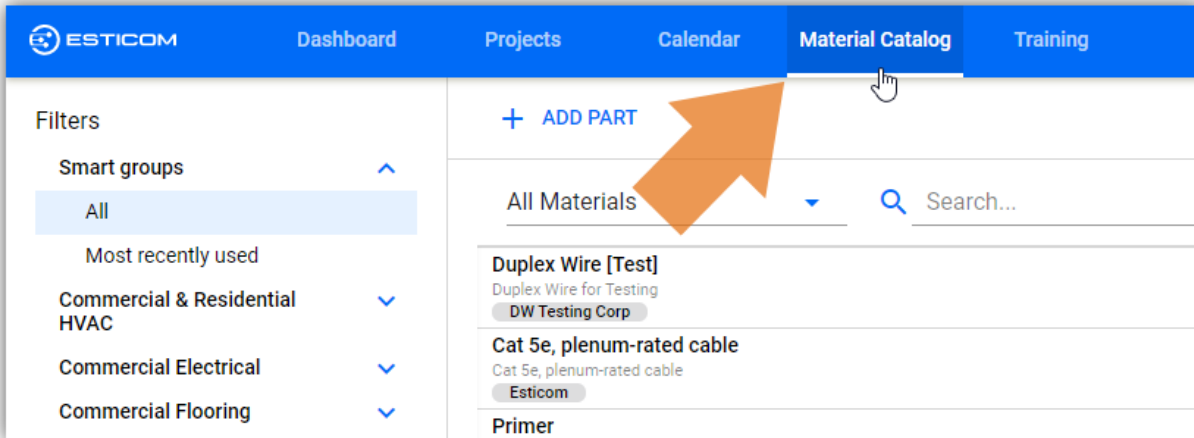 ESTICOM
Dashboard
Projects
Calendar
Material Catalog
Training
Filters
Smart groups
All
Most recently used
Commercial & Residential
HVAC
Commercial Electrical
Commercial Flooring
+ ADD PART
All Materials
Search...
Duplex Wire [Test]
Duplex Wire for Testing
DW Testing Corp
Cat 5e, plenum-rated cable
Cat 5e, plenum-rated cable
Esticom
Primer